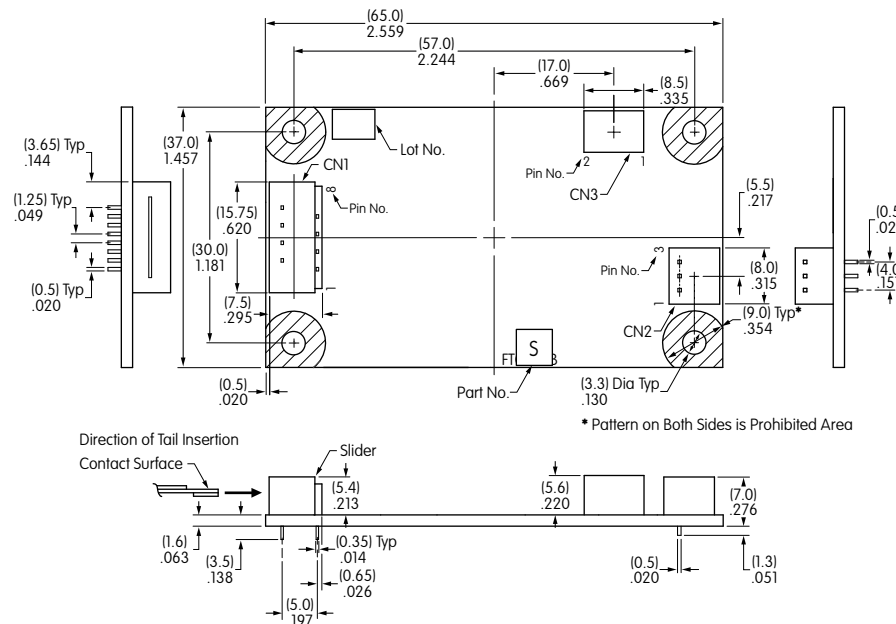 (65.0)
2.559
(57.0)
2.244
(17.0)
.669
(8.5)
.335
(3.65) Typ
.144
(37.0)
1.457
Lot No.
Pin No.
2
1
CN3
CN1
8
Pin No.
(1.25) Typ
.049
(15.75)
.620
(30.0)
1.181
(5.5)
.217
(0.5) Typ
.020
(7.5)
.295
1
Pin No.
3
1
(8.0)
.315
(9.0) Typ*
.354
CN2
S
(0.5)
.020
Part No.
(3.3) Dia Typ
.130
* Pattern on Both Sides is Prohibited Area
Direction of Tail Insertion
Contact Surface
Slider
(5.4)
.213
(5.6)
.220
(7.0)
.276
(1.6)
.063
(3.5)
.138
(0.35) Typ
.014
(0.65)
.026
(5.0)
.197
(0.5)
.020
(1.3)
.051